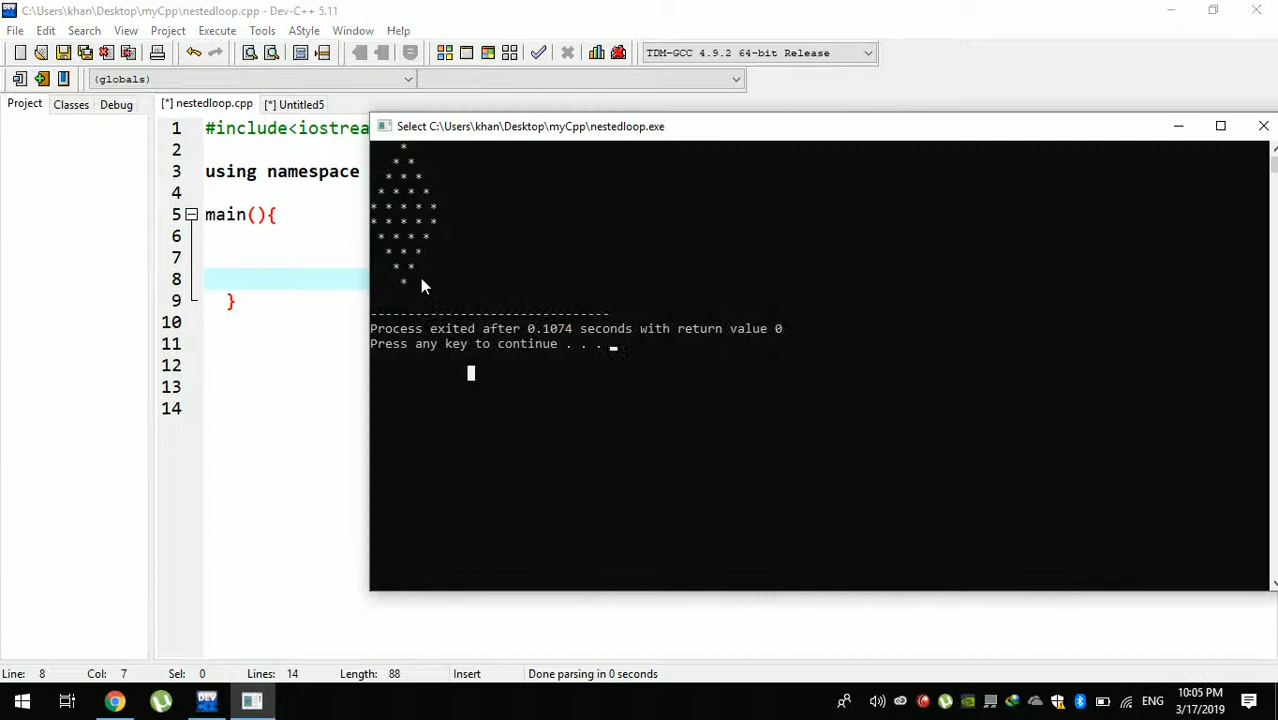 C:\Users\khan\Desktop\myCpp\nestedloop.cpp - Dev-C++ 5.11
File Edit Search View Project Execute Tools AStyle Window Help
TDM-GCC 4.9.2 64-bit Release
(globals)
Project Classes Debug [*] nestedloop.cpp [*] Untitled5
1 #include<iostrea
2
3 using namespace
4
5 main(){
6
7
8
9 }
10
11
12
13
14
Select C:\Users\khan\Desktop\myCpp\nestedloop.exe
*
* *
* * *
* * * *
* * * * *
* * * * *
* * * *
* * *
* *
*
--------------------------------
Process exited after 0.1074 seconds with return value 0
Press any key to continue . . .
Line: 8 Col: 7 Sel: 0 Lines: 14 Length: 88 Insert Done parsing in 0 seconds
DEV
ENG
10:05 PM
3/17/2019